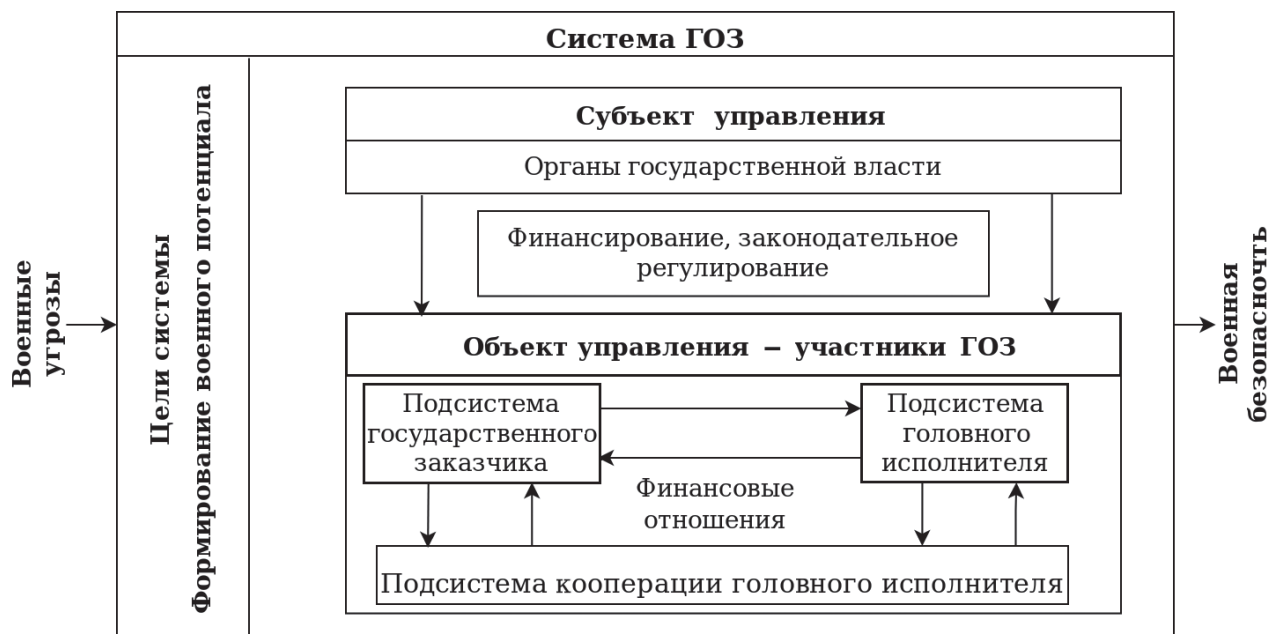 Система ГОЗ
Военные
угрозы
Цели системы
Формирование военного потенциала
Субъект управления
Органы государственной власти
Финансирование, законодательное
регулирование
Объект управления – участники ГОЗ
Подсистема
государственного
заказчика
Подсистема
головного
исполнителя
Финансовые
отношения
Подсистема кооперации головного исполнителя
Военная
безопасночть